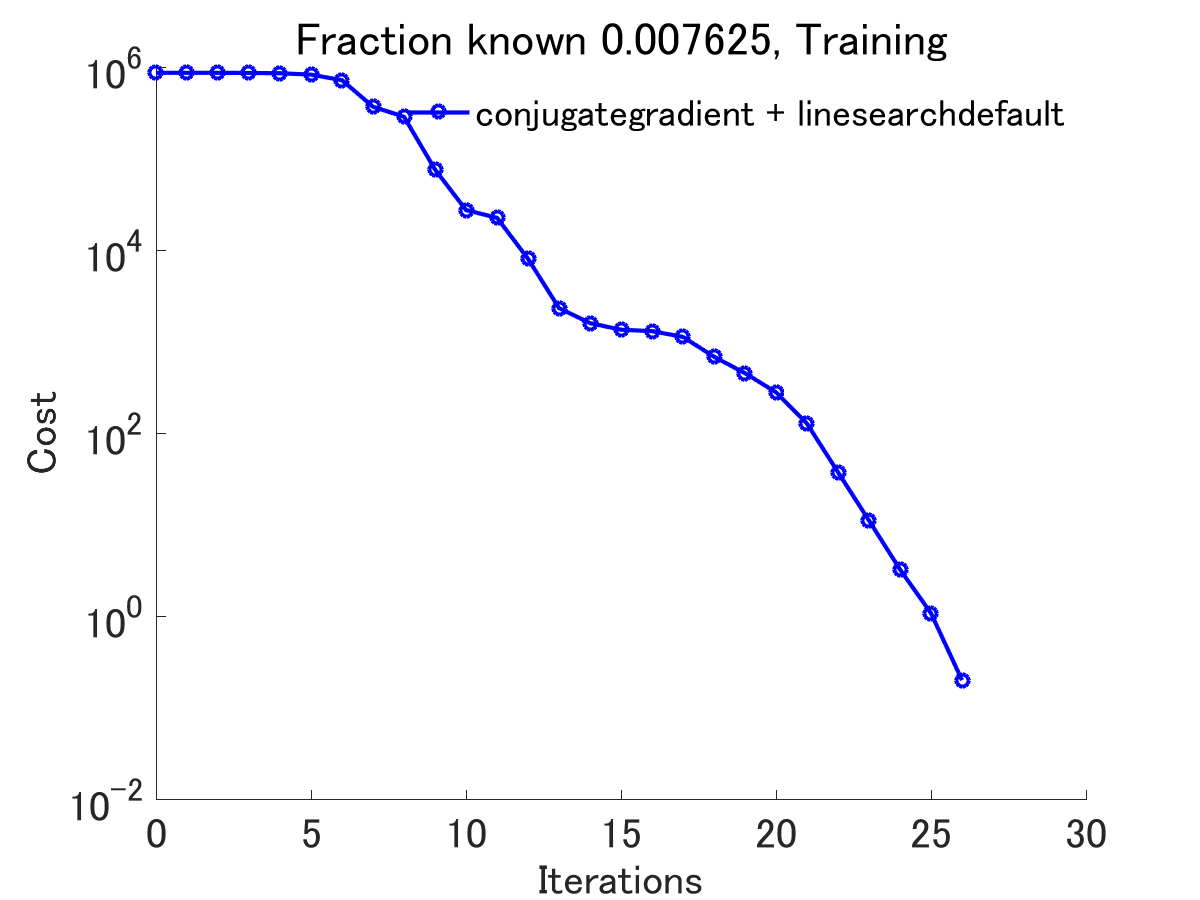 Fraction known 0.007625, Training
conjugategradient + linesearchdefault
Cost
10^6
10^4
10^2
10^0
10^-2
0 5 10 15 20 25 30
Iterations